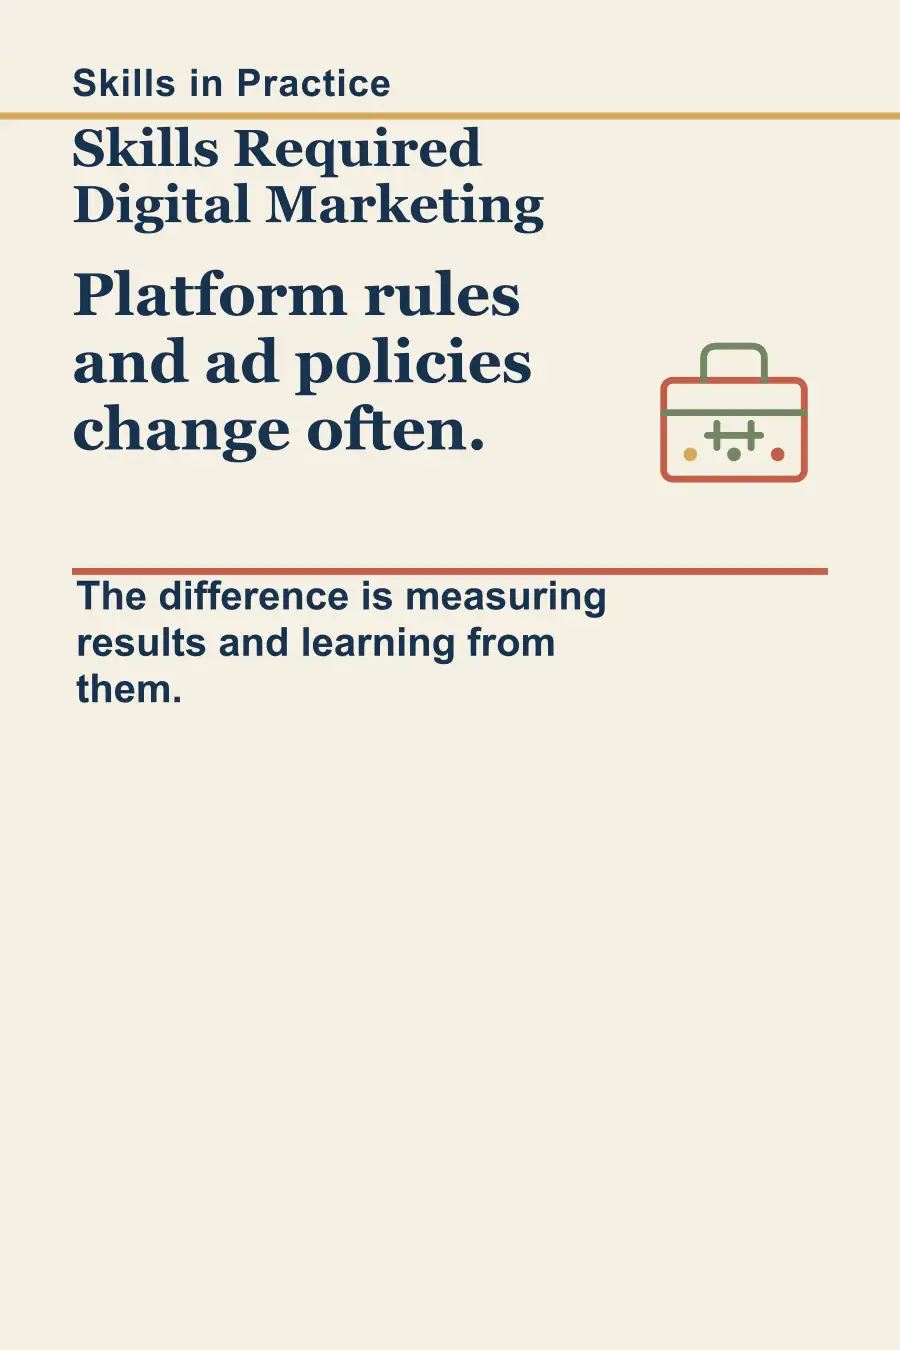 Skills in Practice
Skills Required
Digital Marketing
Platform rules
and ad policies
change often.
The difference is measuring
results and learning from
them.